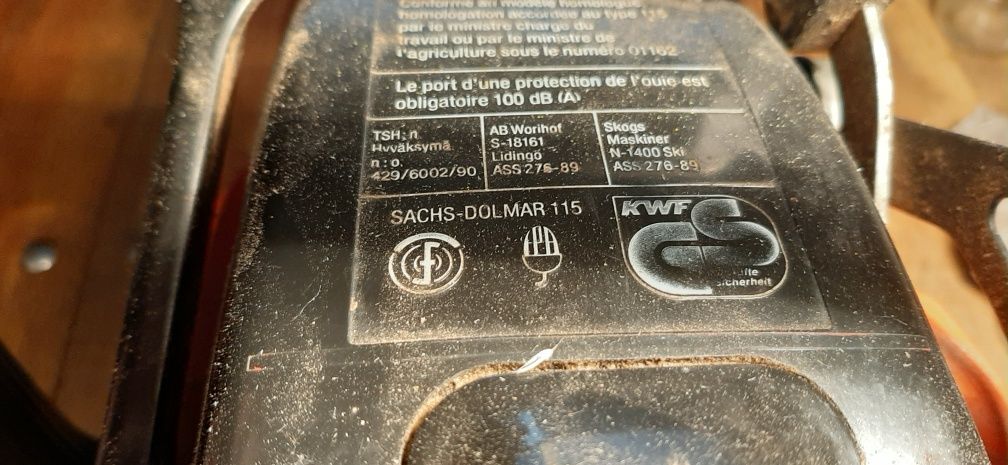 Conforme au modèle homologué
homologation accordée au type 115
par le ministre chargé du
travail ou par le ministre de
l'agriculture sous le numéro 01162
Le port d'une protection de l'ouïe est
obligatoire 100 dB (A)
TSH:n
Hyväksymä
n:o.
429/6002/90
AB Worihof
S-18161
Lidingö
ASS 276-89
Skogs
Maskiner
N-1400 Ski
ASS 276-89
SACHS-DOLMAR 115
KWF
GS
FPA
sicherheit